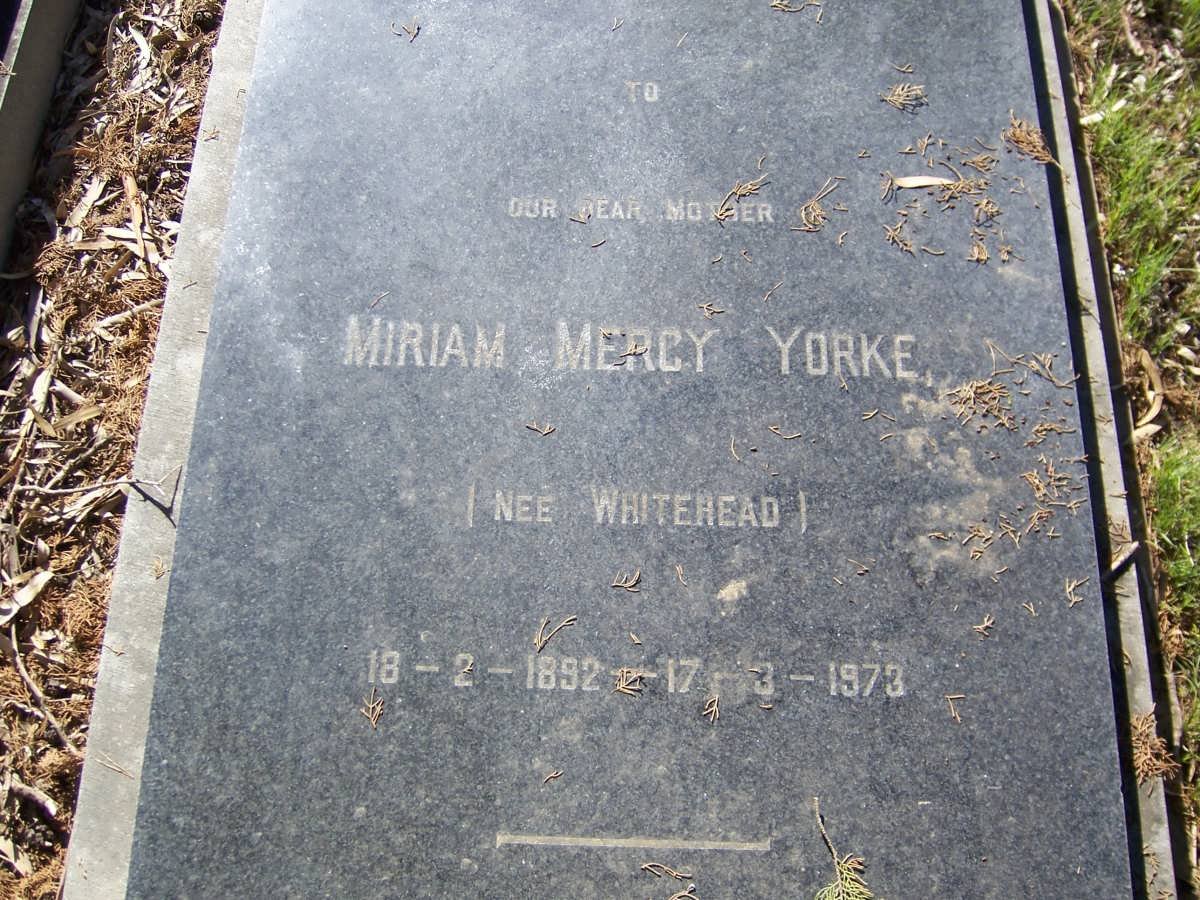 TO
OUR DEAR MOTHER
MIRIAM MERCY YORKE,
(NEE WHITEHEAD)
18 – 2 – 1892 – 17 – 3 – 1973